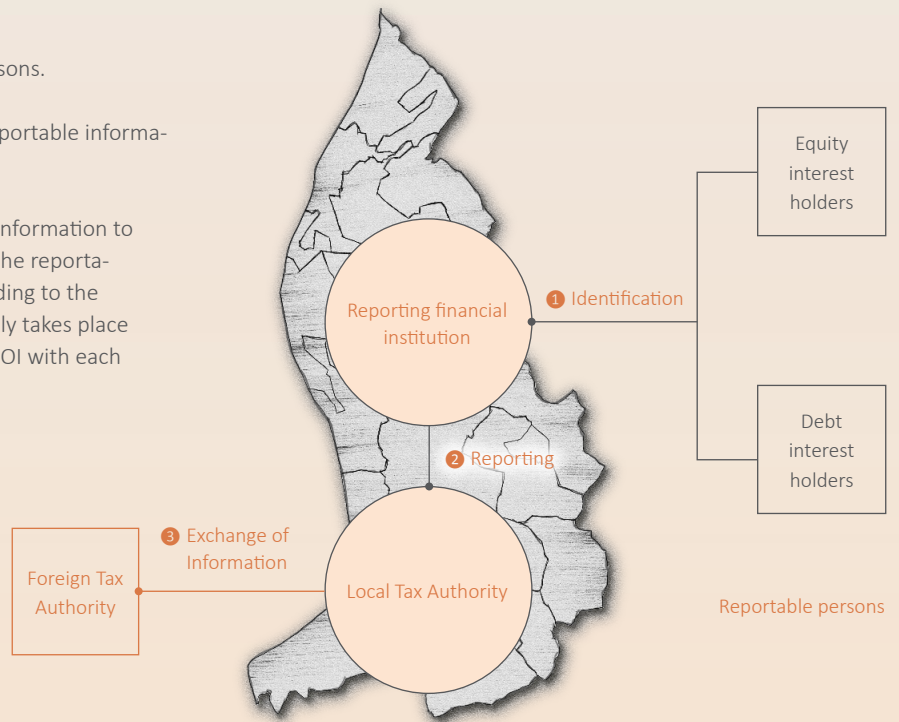 sons.
portable informa-
nformation to
he reporta-
ding to the
ly takes place
OI with each
Equity
interest
holders
Reporting financial
institution
1 Identification
Debt
interest
holders
2 Reporting
3 Exchange of
Information
Foreign Tax
Authority
Local Tax Authority
Reportable persons